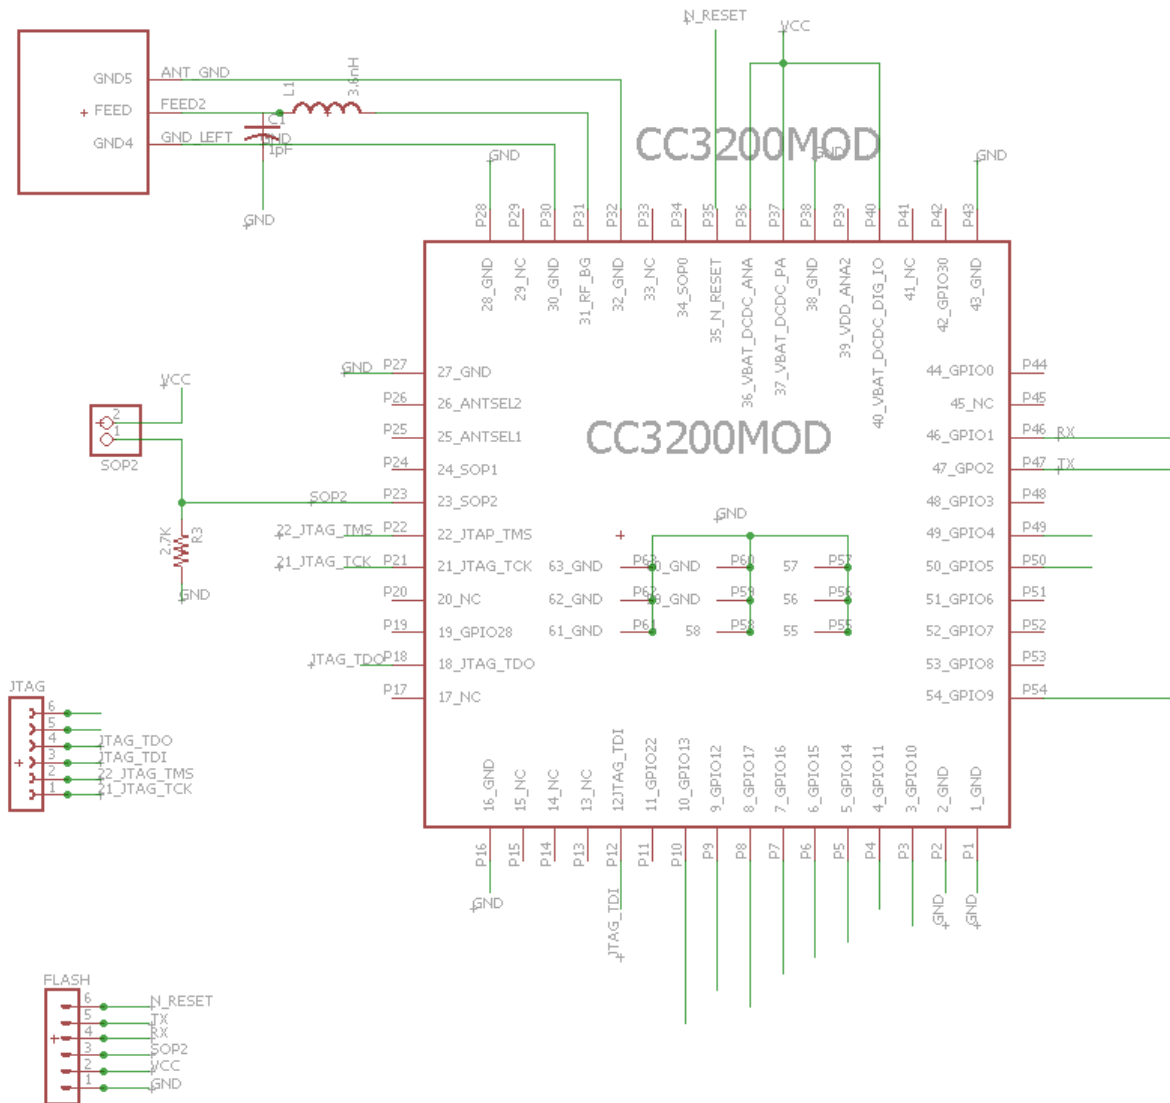 N_RESET
VCC
GND5
ANT_GND
L1
3.6nH
FEED
FEED2
C1
GND
1pF
GND4
GND_LEFT
GND
CC3200MOD
GND
GND
GND
P28
P29
P30
P31
P32
P33
P34
P35
P36
P37
P38
P39
P40
P41
P42
P43
28_GND
29_NC
30_GND
31_RF_BG
32_GND
33_NC
34_SOP0
35_N_RESET
36_VBAT_DCDC_ANA
37_VBAT_DCDC_PA
38_GND
39_VDD_ANA2
40_VBAT_DCDC_DIG_IO
41_NC
42_GPIO30
43_GND
GND P27 27_GND
P26 26_ANTSEL2
P25 25_ANTSEL1
P24 24_SOP1
SOP2 P23 23_SOP2
22_JTAG_TMS P22 22_JTAP_TMS
21_JTAG_TCK P21 21_JTAG_TCK
P20 20_NC
P19 19_GPIO28
JTAG_TDO P18 18_JTAG_TDO
P17 17_NC
CC3200MOD
44_GPIO0 P44
45_NC P45
46_GPIO1 P46 RX
47_GPO2 P47 TX
48_GPIO3 P48
49_GPIO4 P49
50_GPIO5 P50
51_GPIO6 P51
52_GPIO7 P52
53_GPIO8 P53
54_GPIO9 P54
GND
63_GND P63
P60
57 P57
62_GND P62
P59
56 P56
61_GND P61
58 P58
55 P55
VCC
2
1
SOP2
2.7K
R3
GND
16_GND
15_NC
14_NC
13_NC
12JTAG_TDI
11_GPIO22
10_GPIO13
9_GPIO12
8_GPIO17
7_GPIO16
6_GPIO15
5_GPIO14
4_GPIO11
3_GPIO10
2_GND
1_GND
P16
P15
P14
P13
P12
P11
P10
P9
P8
P7
P6
P5
P4
P3
P2
P1
GND
JTAG_TDI
GND
GND
JTAG
6
5
4 JTAG_TDO
3 JTAG_TDI
2 22_JTAG_TMS
1 21_JTAG_TCK
FLASH
6 N_RESET
5 TX
4 RX
3 SOP2
2 VCC
1 GND